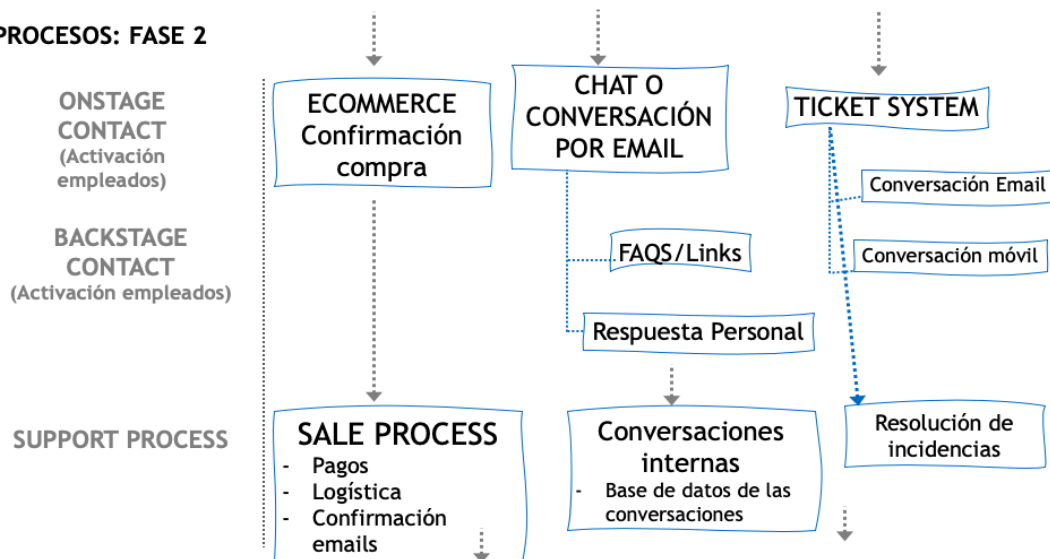 PROCESOS: FASE 2
ONSTAGE
CONTACT
(Activación
empleados)
ECOMMERCE
Confirmación
compra
CHAT O
CONVERSACIÓN
POR EMAIL
TICKET SYSTEM
Conversación Email
BACKSTAGE
CONTACT
(Activación empleados)
FAQS/Links
Conversación móvil
Respuesta Personal
SUPPORT PROCESS
SALE PROCESS
- Pagos
- Logística
- Confirmación
emails
Conversaciones
internas
- Base de datos de las
conversaciones
Resolución de
incidencias